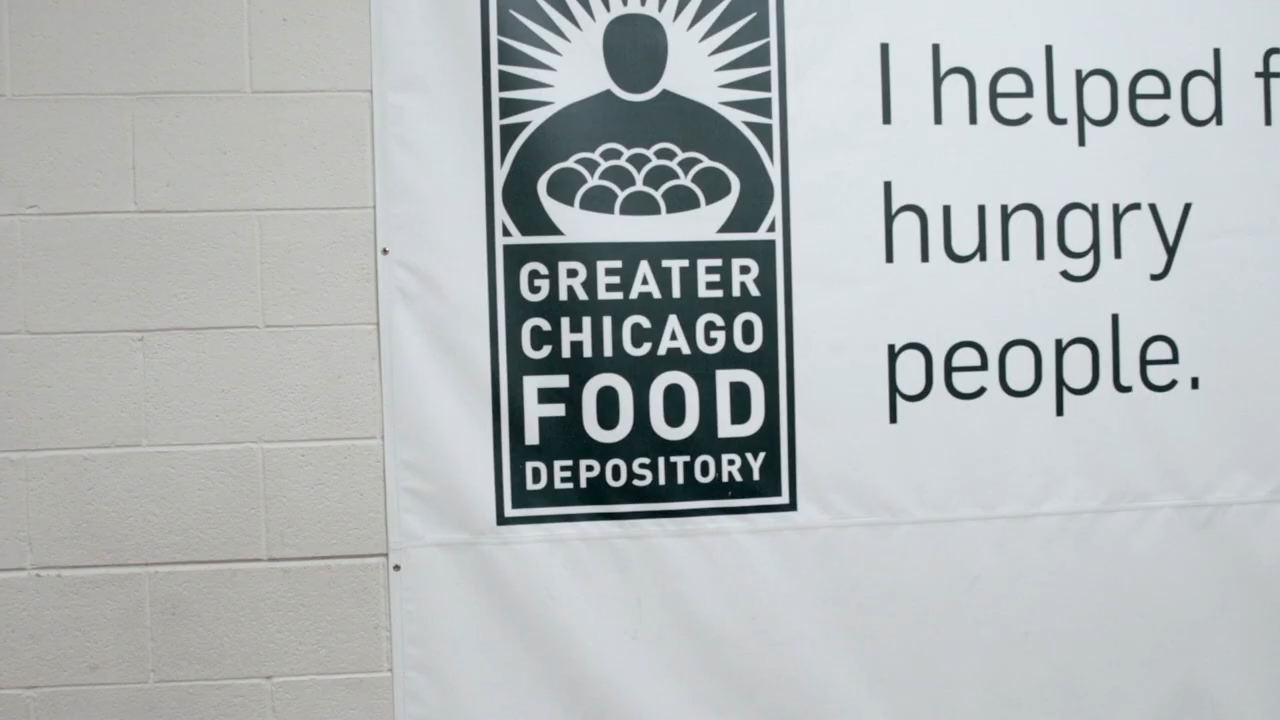 GREATER
CHICAGO
FOOD
DEPOSITORY
I helped f
hungry
people.